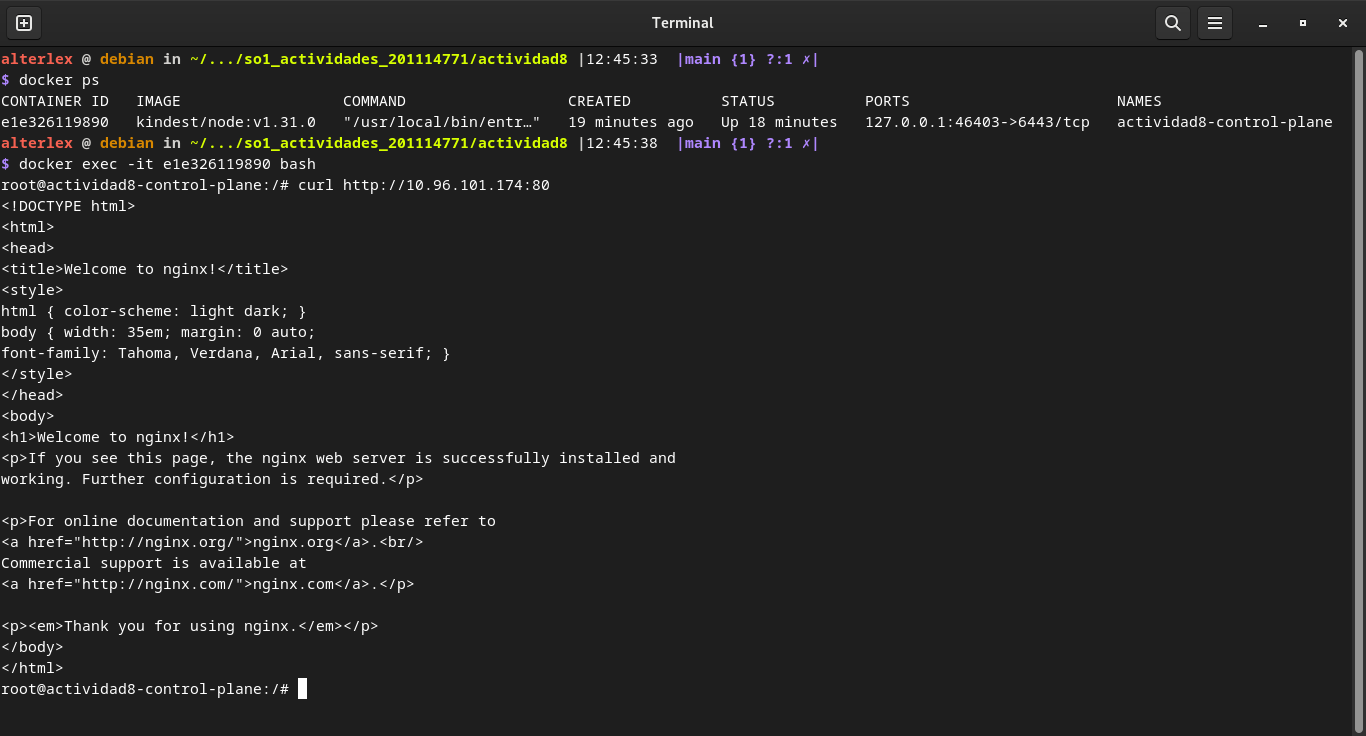 Terminal
alterlex @ debian in ~/.../so1_actividades_201114771/actividad8 |12:45:33  |main {1} ?:1 ✗|
$ docker ps
CONTAINER ID   IMAGE                  COMMAND                  CREATED          STATUS          PORTS                       NAMES
e1e326119890   kindest/node:v1.31.0   "/usr/local/bin/entr…"   19 minutes ago   Up 18 minutes   127.0.0.1:46403->6443/tcp   actividad8-control-plane
alterlex @ debian in ~/.../so1_actividades_201114771/actividad8 |12:45:38  |main {1} ?:1 ✗|
$ docker exec -it e1e326119890 bash
root@actividad8-control-plane:/# curl http://10.96.101.174:80
<!DOCTYPE html>
<html>
<head>
<title>Welcome to nginx!</title>
<style>
html { color-scheme: light dark; }
body { width: 35em; margin: 0 auto;
font-family: Tahoma, Verdana, Arial, sans-serif; }
</style>
</head>
<body>
<h1>Welcome to nginx!</h1>
<p>If you see this page, the nginx web server is successfully installed and
working. Further configuration is required.</p>

<p>For online documentation and support please refer to
<a href="http://nginx.org/">nginx.org</a>.<br/>
Commercial support is available at
<a href="http://nginx.com/">nginx.com</a>.</p>

<p><em>Thank you for using nginx.</em></p>
</body>
</html>
root@actividad8-control-plane:/#